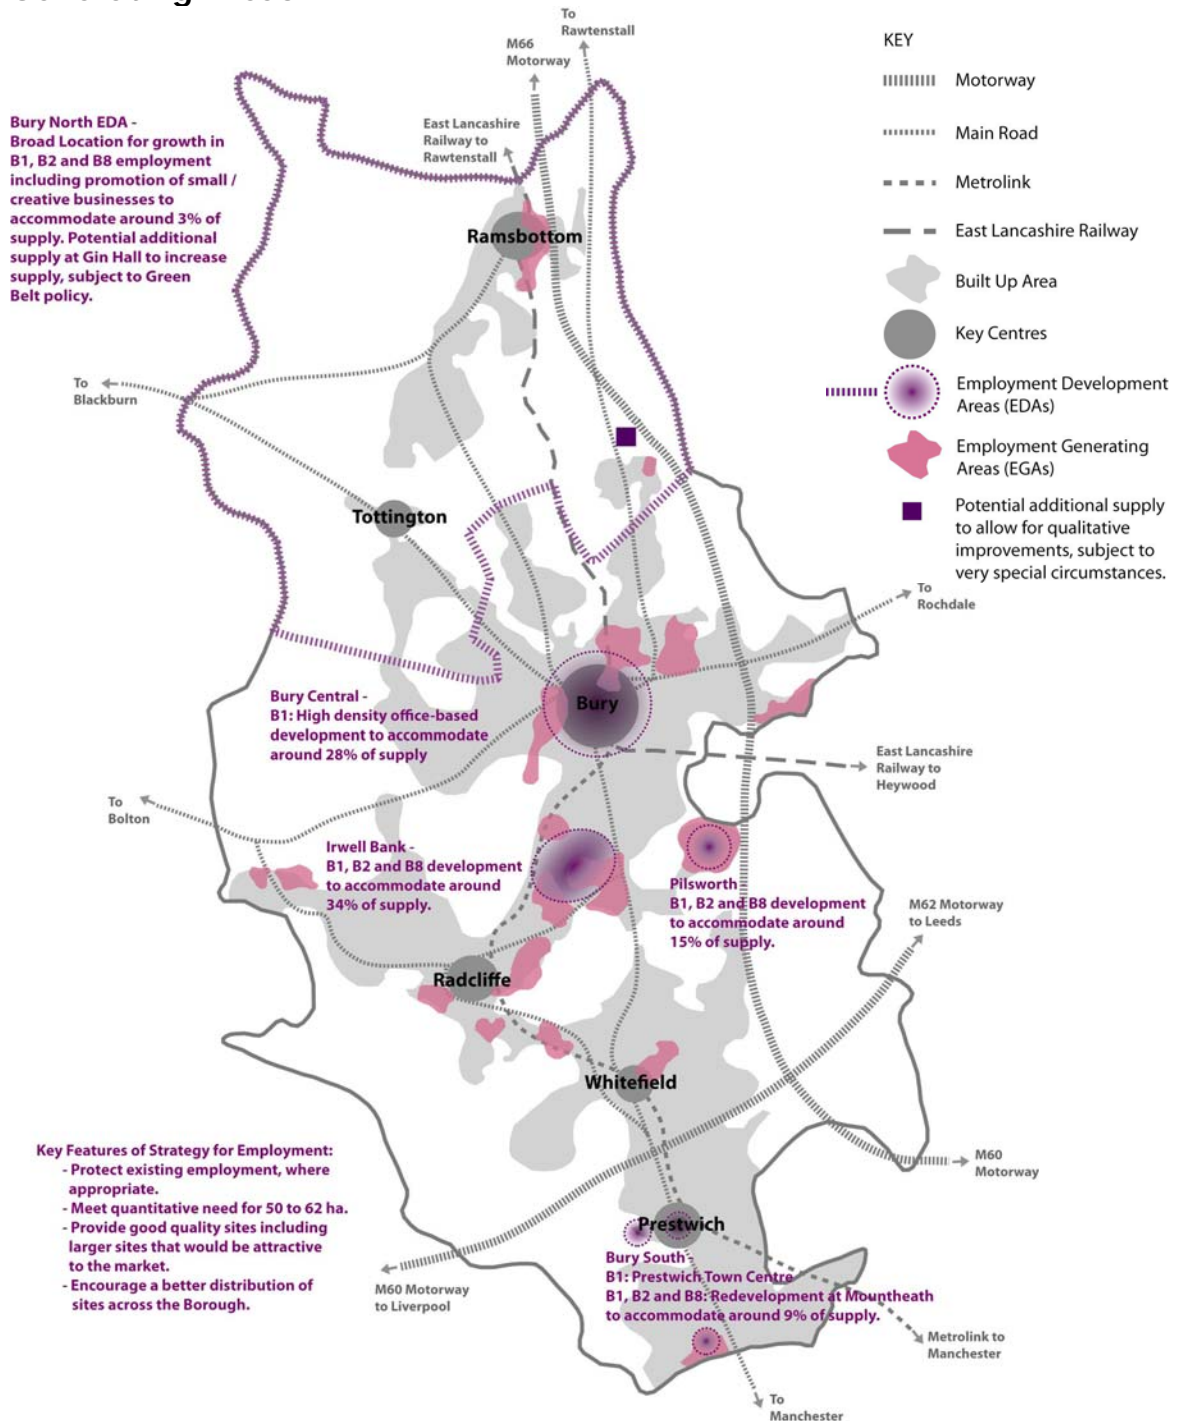 To
Rawtenstall
M66
Motorway
East Lancashire
Railway to
Rawtenstall
KEY
Motorway
Main Road
Metrolink
East Lancashire Railway
Built Up Area
Key Centres
Employment Development
Areas (EDAs)
Employment Generating
Areas (EGAs)
Potential additional supply
to allow for qualitative
improvements, subject to
very special circumstances.
Bury North EDA -
Broad Location for growth in
B1, B2 and B8 employment
including promotion of small /
creative businesses to
accommodate around 3% of
supply. Potential additional
supply at Gin Hall to increase
supply, subject to Green
Belt policy.
Ramsbottom
To
Blackburn
Tottington
To
Rochdale
Bury
Bury Central -
B1: High density office-based
development to accommodate
around 28% of supply
East Lancashire
Railway to
Heywood
To
Bolton
Irwell Bank -
B1, B2 and B8 development
to accommodate around
34% of supply.
Pilsworth -
B1, B2 and B8 development
to accommodate around
15% of supply.
M62 Motorway
to Leeds
Radcliffe
Whitefield
Key Features of Strategy for Employment:
- Protect existing employment, where
appropriate.
- Meet quantitative need for 50 to 62 ha.
- Provide good quality sites including
larger sites that would be attractive
to the market.
- Encourage a better distribution of
sites across the Borough.
M60
Motorway
Prestwich
Bury South -
B1: Prestwich Town Centre
B1, B2 and B8: Redevelopment at Mountheath
to accommodate around 9% of supply.
M60 Motorway
to Liverpool
Metrolink to
Manchester
To
Manchester